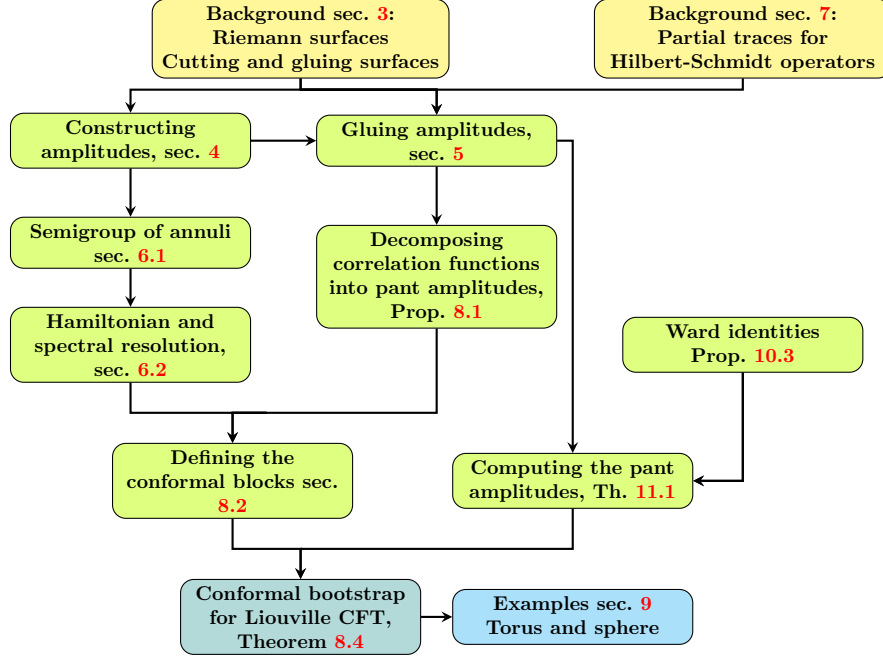 Background sec. 3:
Riemann surfaces
Cutting and gluing surfaces
Background sec. 7:
Partial traces for
Hilbert-Schmidt operators
Constructing
amplitudes, sec. 4
Gluing amplitudes,
sec. 5
Semigroup of annuli
sec. 6.1
Decomposing
correlation functions
into pant amplitudes,
Prop. 8.1
Hamiltonian and
spectral resolution,
sec. 6.2
Ward identities
Prop. 10.3
Defining the
conformal blocks sec.
8.2
Computing the pant
amplitudes, Th. 11.1
Conformal bootstrap
for Liouville CFT,
Theorem 8.4
Examples sec. 9
Torus and sphere